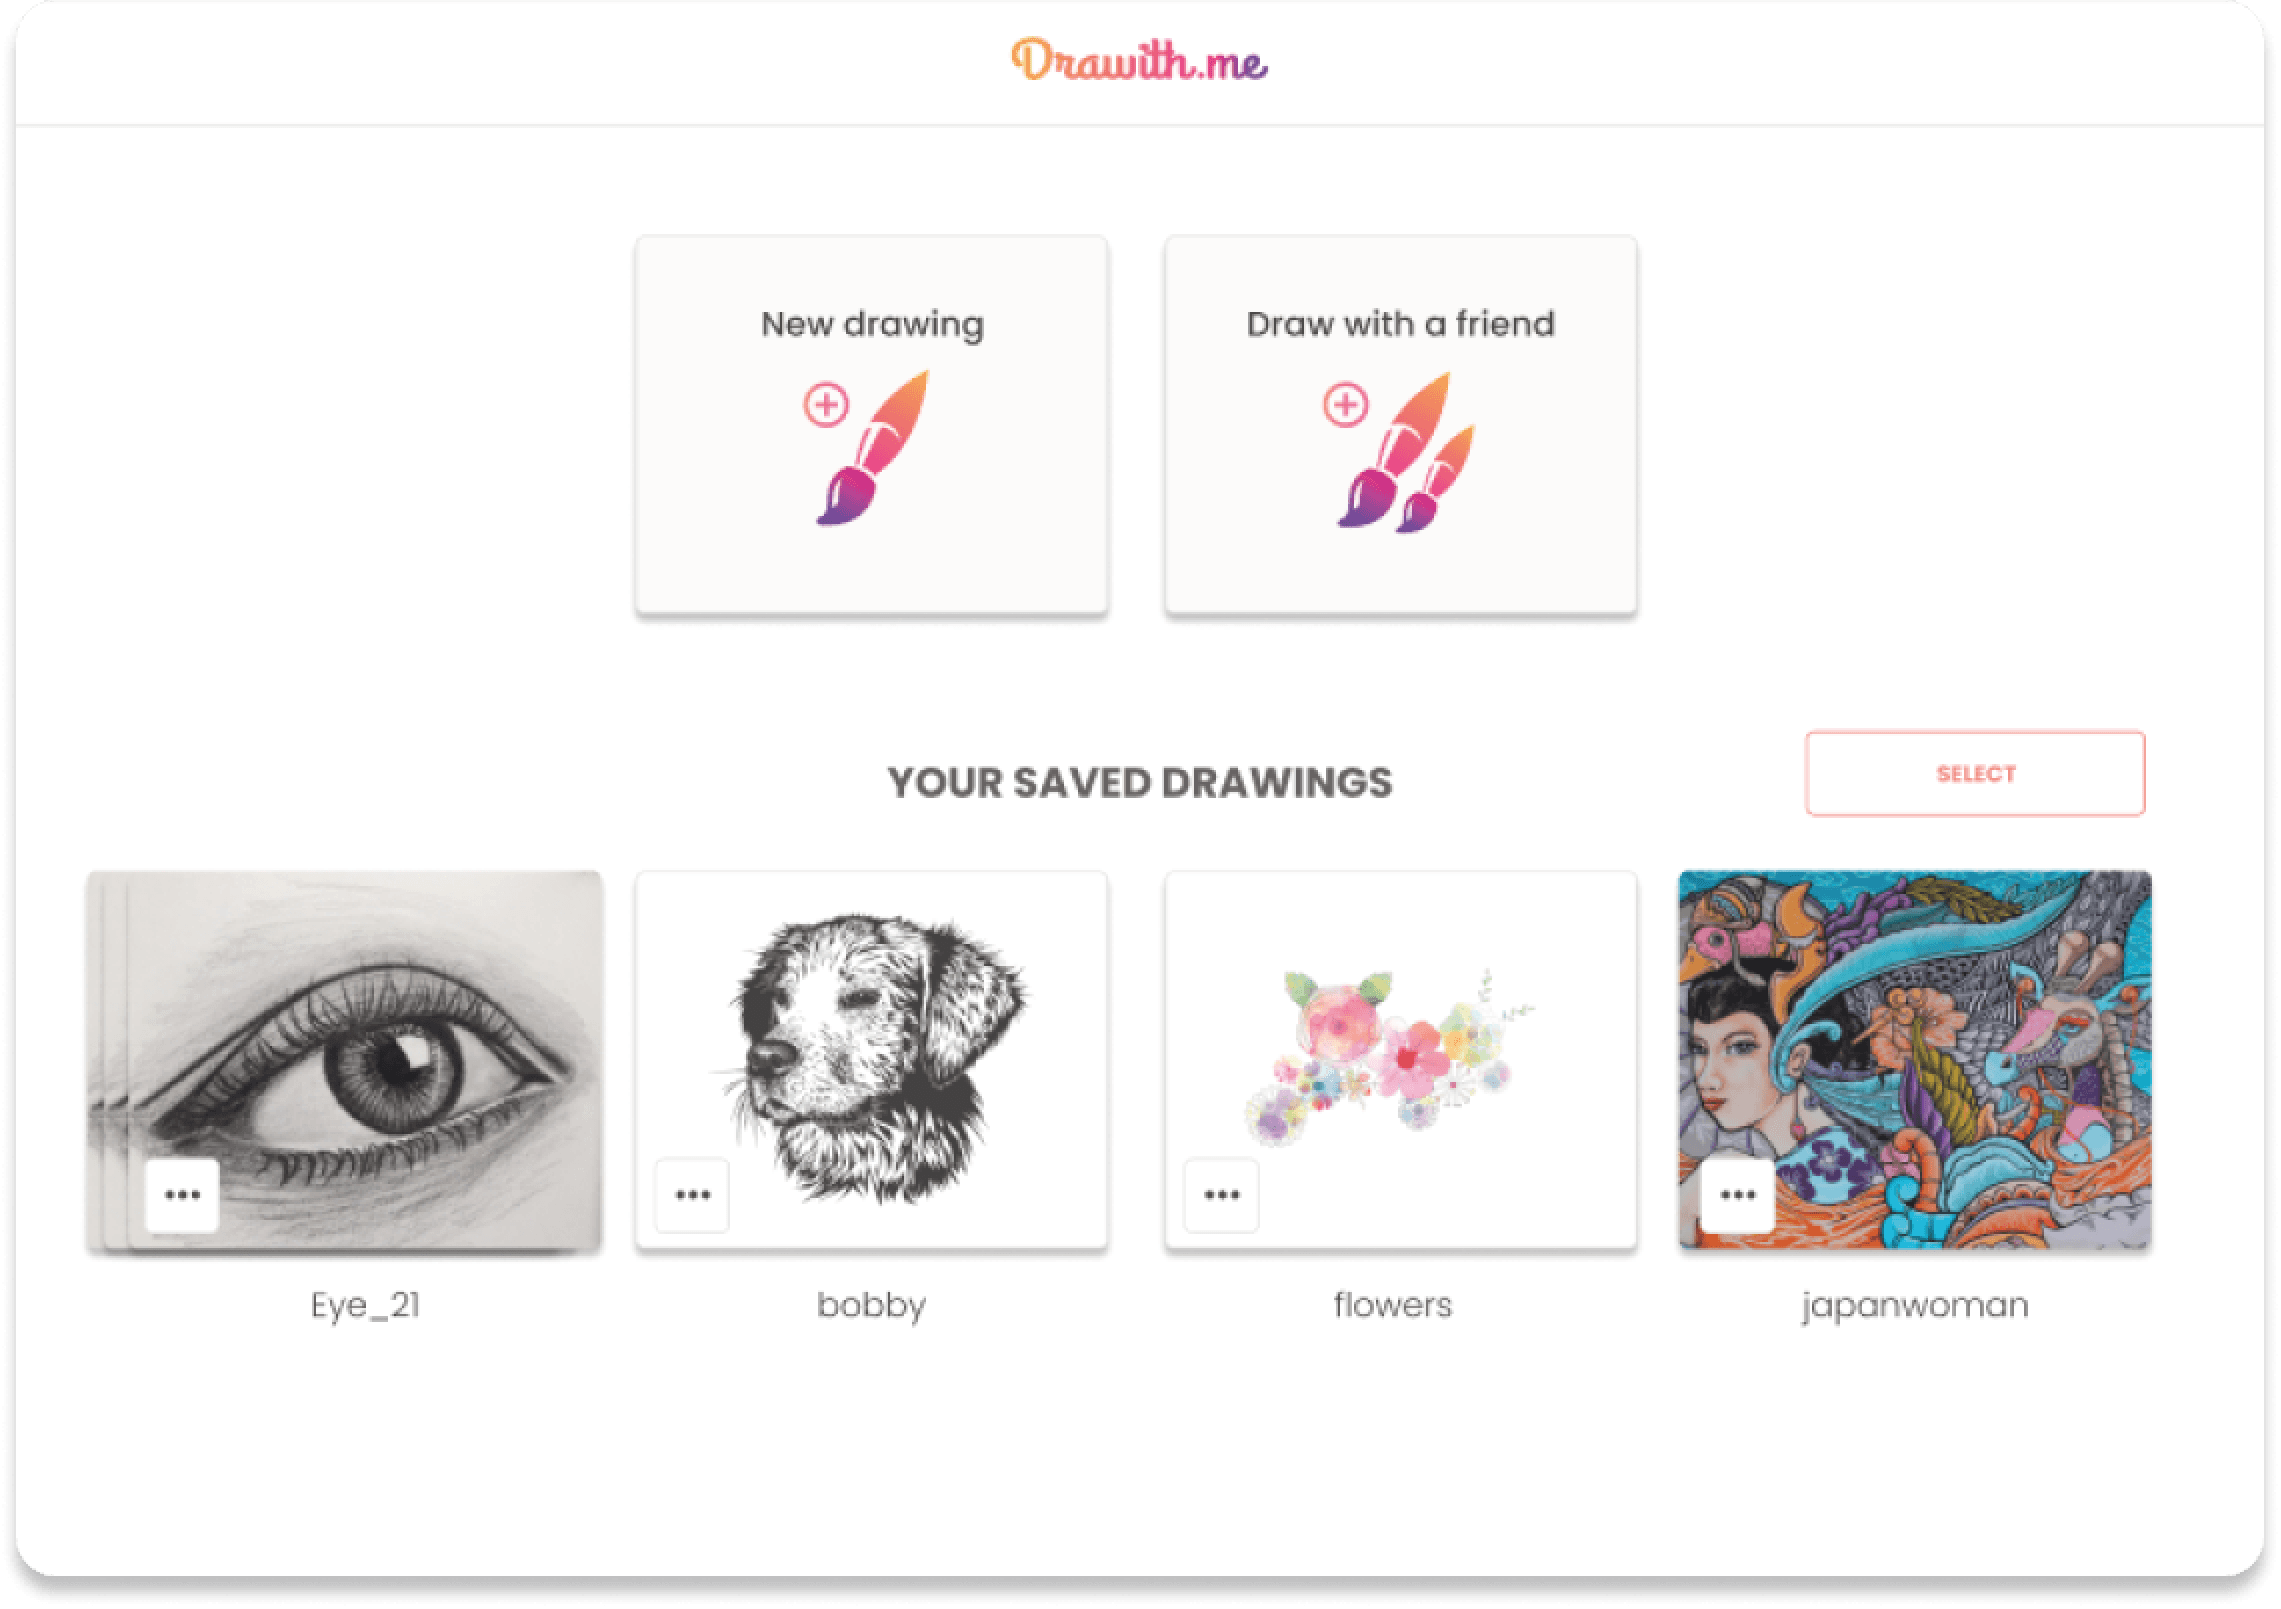 Drawith.me
New drawing
Draw with a friend
YOUR SAVED DRAWINGS
SELECT
Eye_21
bobby
flowers
japanwoman